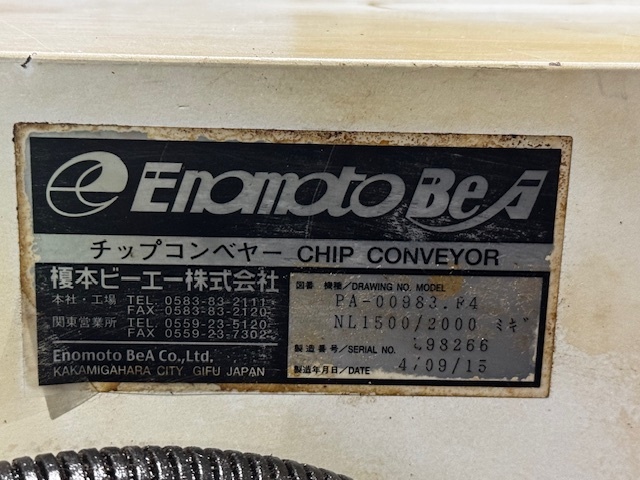 e Enomoto BeA
チップコンベヤー CHIP CONVEYOR
榎本ビーエー株式会社
本社・工場 TEL. 0583-83-2111
FAX 0583-83-2120
関東営業所 TEL. 0559-23-5120
FAX 0559-23-7302
Enomoto BeA Co., Ltd.
KAKAMIGAHARA CITY, GIFU JAPAN
図番 機種/DRAWING NO. MODEL
PA-00983.F4
NL1500/2000 ミギ
製造番号/SERIAL NO. 98266
製造年月日/DATE 4/09/15